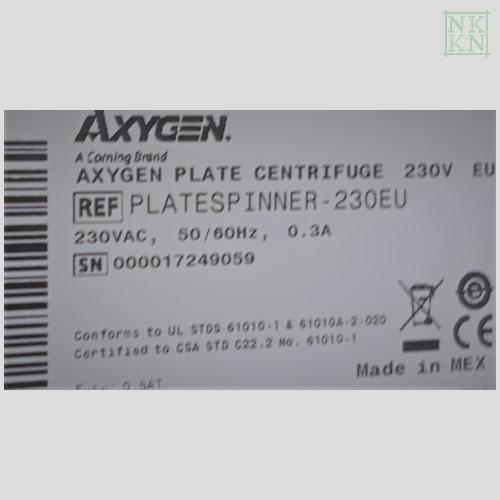 NK
KN
AXYGEN.
A Corning Brand
AXYGEN PLATE CENTRIFUGE 230V EU
REF PLATESPINNER-230EU
230VAC, 50/60Hz, 0.3A
SN 000017249059
Conforms to UL STDS 61010-1 & 61010A-2-020
Certified to CSA STD C22.2 No. 61010-1
CE
Made in MEX